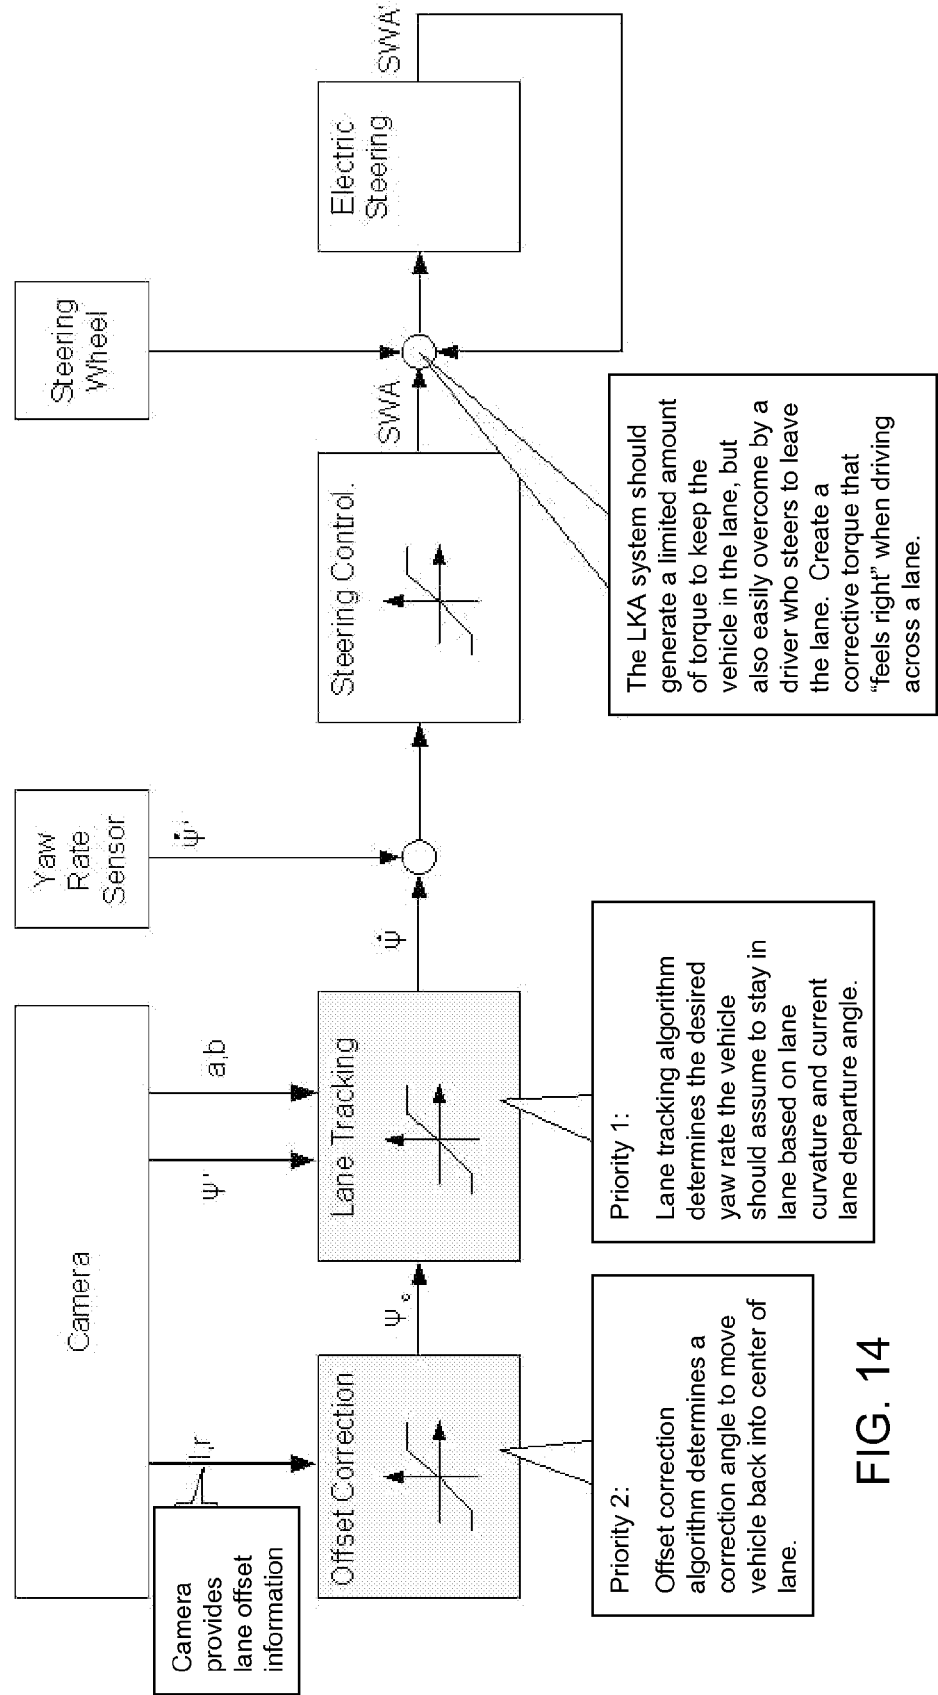 Camera
Yaw
Rate
Sensor
Steering
Wheel
Camera
provides
lane offset
information
l,r
ψ'
a,b
ψ̇'
Offset Correction
ψc
Lane Tracking
ψ̇
Steering Control.
SWA
Electric
Steering
SWA'
Priority 2:
Offset correction
algorithm determines a
correction angle to move
vehicle back into center of
lane.
Priority 1:
Lane tracking algorithm
determines the desired
yaw rate the vehicle
should assume to stay in
lane based on lane
curvature and current
lane departure angle.
The LKA system should
generate a limited amount
of torque to keep the
vehicle in the lane, but
also easily overcome by a
driver who steers to leave
the lane. Create a
corrective torque that
“feels right” when driving
across a lane.
FIG. 14